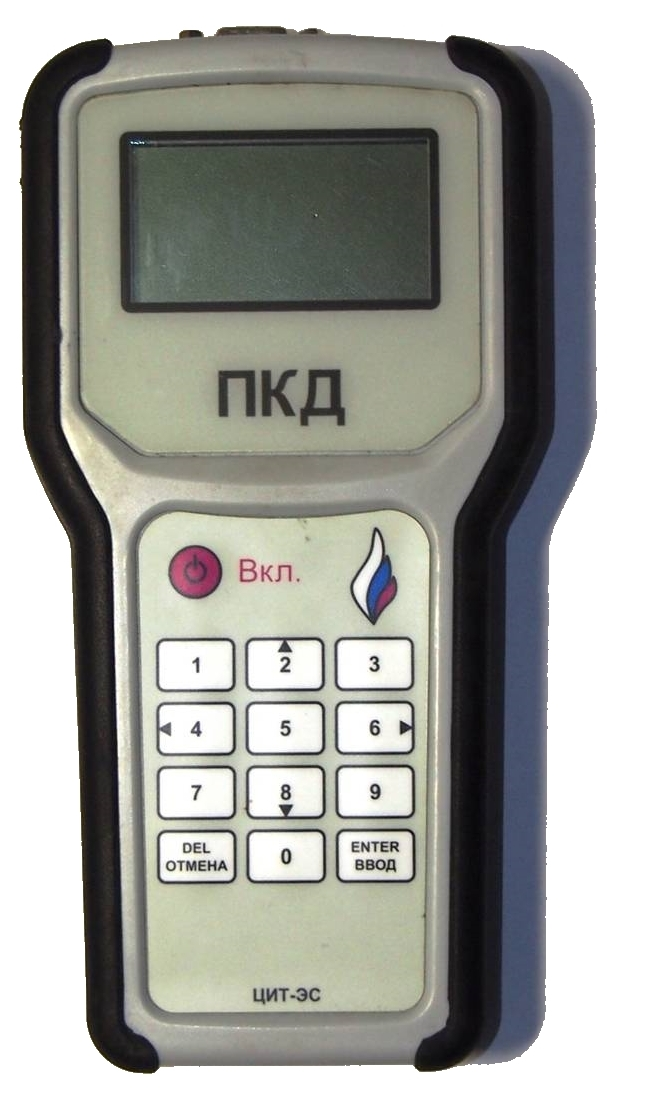 ПКД
Вкл.
1 2 3
4 5 6
7 8 9
DEL 0 ENTER
ОТМЕНА ВВОД
ЦИТ-ЭС